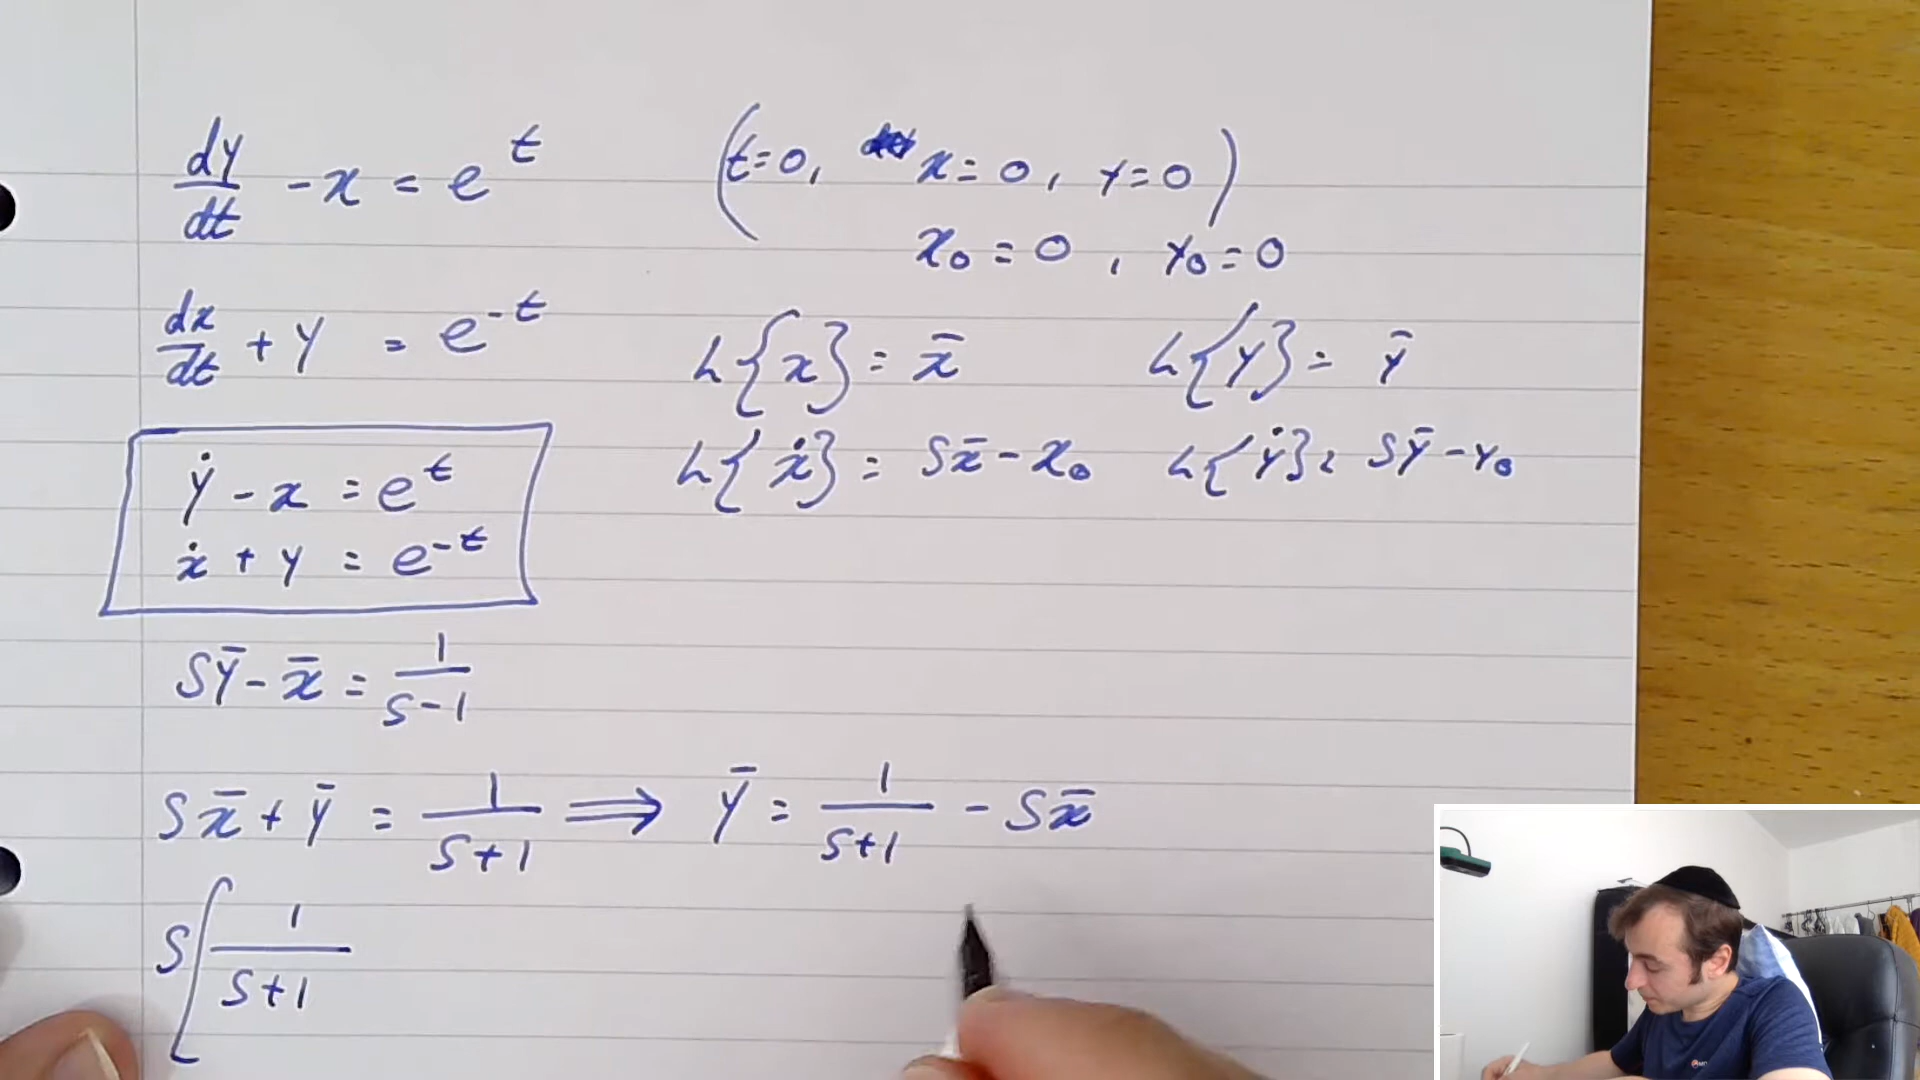 dy/dt - x = e^t (t=0, x=0, y=0)
x₀ = 0, y₀ = 0
dx/dt + y = e^-t
L{x} = x̄ L{y} = ȳ
ẏ - x = e^t L{ẋ} = sx̄ - x₀ L{ẏ} = sȳ - y₀
ẋ + y = e^-t
sȳ - x̄ = 1/(s-1)
sx̄ + ȳ = 1/(s+1) ⟹ ȳ = 1/(s+1) - sx̄
s[1/(s+1)